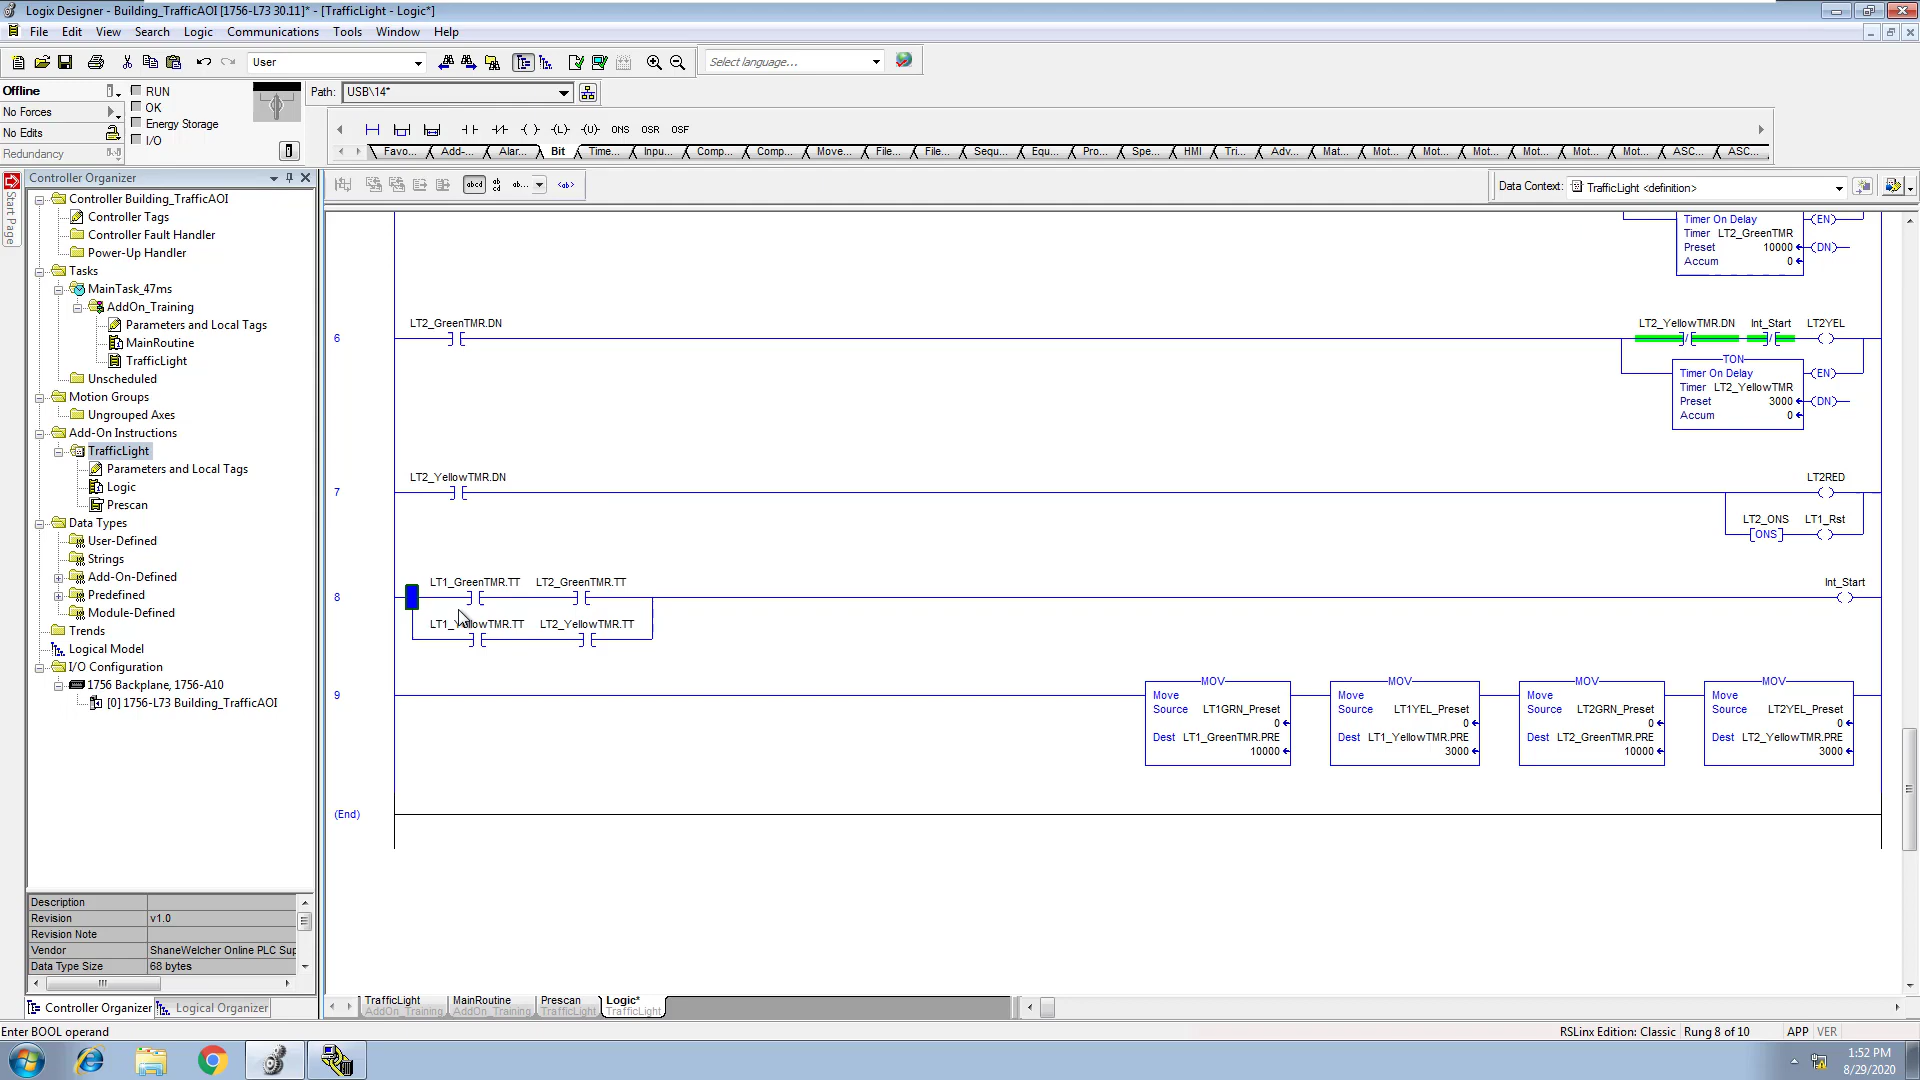 Logix Designer - Building_TrafficAOI [1756-L73 30.11]* - [TrafficLight - Logic*]
File Edit View Search Logic Communications Tools Window Help
User
Select language...
Offline
RUN
No Forces
OK
No Edits
Energy Storage
Redundancy
I/O
Path: USB\14*
ONS OSR OSF
Favo... Add-... Alar... Bit Time... Inpu... Comp... Comp... Move... File... File... Sequ... Equ... Pro... Spe... HMI Tri... Adv... Mat... Mot... Mot... Mot... Mot... Mot... ASC... ASC...
Start Page
Controller Organizer
Data Context: TrafficLight <definition>
Controller Building_TrafficAOI
Controller Tags
Controller Fault Handler
Power-Up Handler
Tasks
MainTask_47ms
AddOn_Training
Parameters and Local Tags
MainRoutine
TrafficLight
Unscheduled
Motion Groups
Ungrouped Axes
Add-On Instructions
TrafficLight
Parameters and Local Tags
Logic
Prescan
Data Types
User-Defined
Strings
Add-On-Defined
Predefined
Module-Defined
Trends
Logical Model
I/O Configuration
1756 Backplane, 1756-A10
[0] 1756-L73 Building_TrafficAOI
Description
Revision v1.0
Revision Note
Vendor ShaneWelcher Online PLC Sup
Data Type Size 68 bytes
Controller Organizer Logical Organizer
Timer On Delay (EN)
Timer LT2_GreenTMR
Preset 10000 (DN)
Accum 0
6
LT2_GreenTMR.DN
LT2_YellowTMR.DN Int_Start LT2YEL
TON
Timer On Delay (EN)
Timer LT2_YellowTMR
Preset 3000 (DN)
Accum 0
7
LT2_YellowTMR.DN
LT2RED
LT2_ONS LT1_Rst
[ONS]
8
LT1_GreenTMR.TT LT2_GreenTMR.TT
Int_Start
LT1_YellowTMR.TT LT2_YellowTMR.TT
9
MOV MOV MOV MOV
Move Move Move Move
Source LT1GRN_Preset Source LT1YEL_Preset Source LT2GRN_Preset Source LT2YEL_Preset
0 0 0 0
Dest LT1_GreenTMR.PRE Dest LT1_YellowTMR.PRE Dest LT2_GreenTMR.PRE Dest LT2_YellowTMR.PRE
10000 3000 10000 3000
(End)
TrafficLight MainRoutine Prescan Logic*
AddOn_Training AddOn_Training TrafficLight TrafficLight
Enter BOOL operand
RSLinx Edition: Classic Rung 8 of 10 APP VER
1:52 PM
8/29/2020